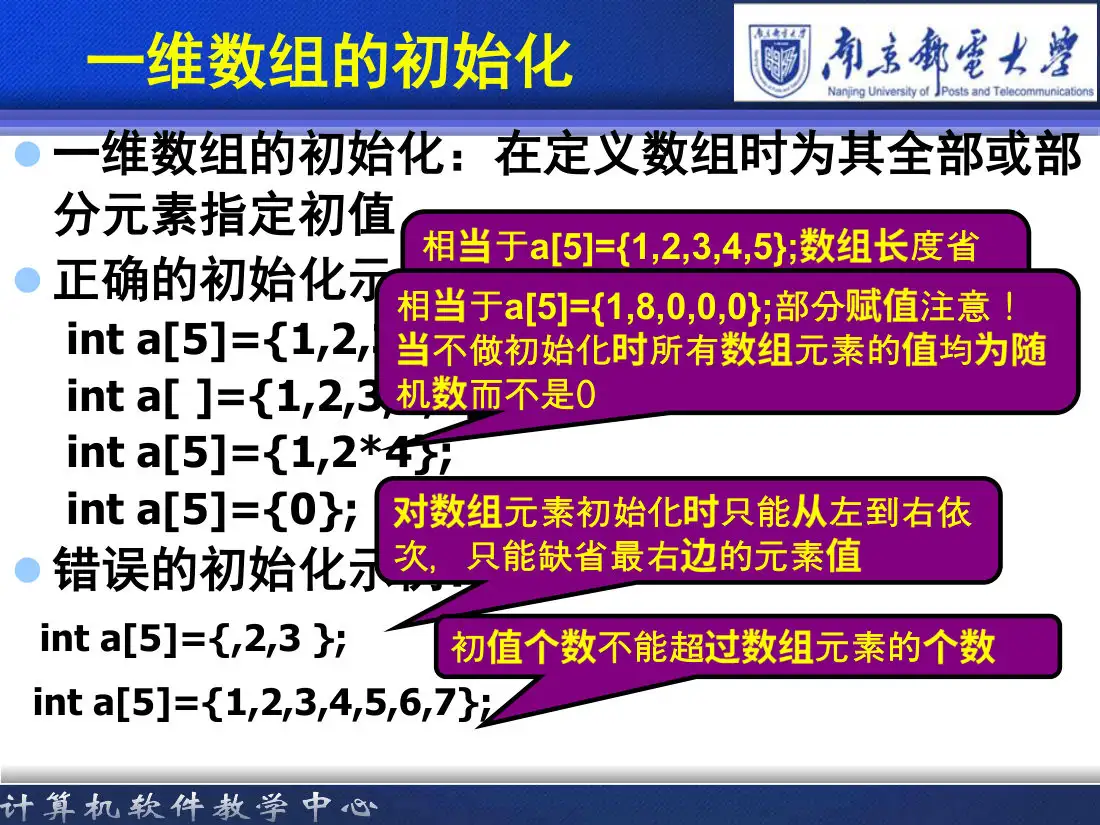 一维数组的初始化
南京邮电大学
Nanjing University of Posts and Telecommunications
一维数组的初始化：在定义数组时为其全部或部
分元素指定初值
相当于a[5]={1,2,3,4,5};数组长度省
正确的初始化示
相当于a[5]={1,8,0,0,0};部分赋值注意！
当不做初始化时所有数组元素的值均为随
机数而不是0
int a[5]={1,2,
int a[ ]={1,2,3,
int a[5]={1,2*4};
int a[5]={0};
对数组元素初始化时只能从左到右依
次，只能缺省最右边的元素值
错误的初始化示
int a[5]={,2,3 };
初值个数不能超过数组元素的个数
int a[5]={1,2,3,4,5,6,7};
计算机软件教学中心